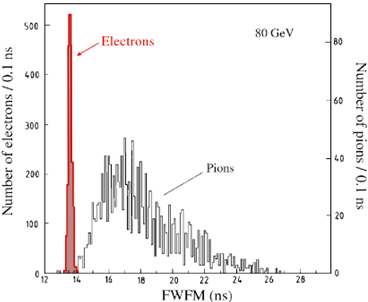 80 GeV
Electrons
Pions
Number of electrons / 0.1 ns
500
400
300
200
100
0
Number of pions / 0.1 ns
80
60
40
20
0
12 14 16 18 20 22 24 26 28
FWFM (ns)